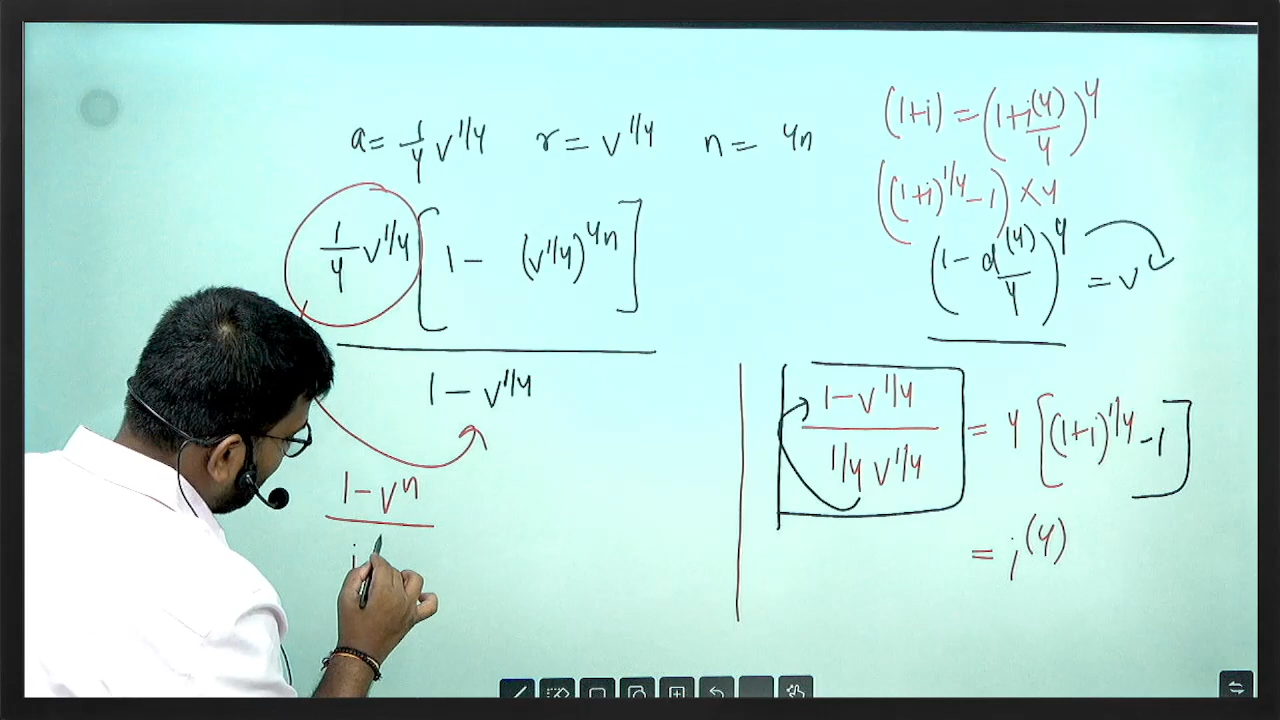 a = 1/4 v^1/4 r = v^1/4 n = 4n
1/4 v^1/4 [1 - (v^1/4)^4n]
1 - v^1/4
1 - v^n
i
(1+i) = (1 + i^(4)/4)^4
((1+i)^1/4 - 1) × 4
(1 - d^(4)/4)^4 = v
1 - v^1/4
1/4 v^1/4
= 4 [(1+i)^1/4 - 1]
= i^(4)